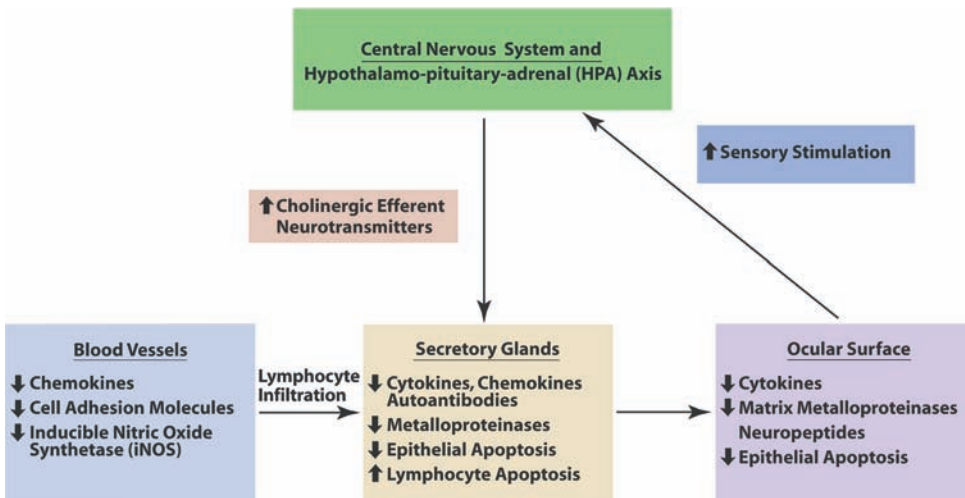 Central Nervous System and
Hypothalamo-pituitary-adrenal (HPA) Axis
⬆ Sensory Stimulation
⬆ Cholinergic Efferent
Neurotransmitters
Blood Vessels
⬇ Chemokines
⬇ Cell Adhesion Molecules
⬇ Inducible Nitric Oxide
Synthetase (iNOS)
Lymphocyte
Infiltration
Secretory Glands
⬇ Cytokines, Chemokines
Autoantibodies
⬇ Metalloproteinases
⬇ Epithelial Apoptosis
⬆ Lymphocyte Apoptosis
Ocular Surface
⬇ Cytokines
⬇ Matrix Metalloproteinases
Neuropeptides
⬇ Epithelial Apoptosis